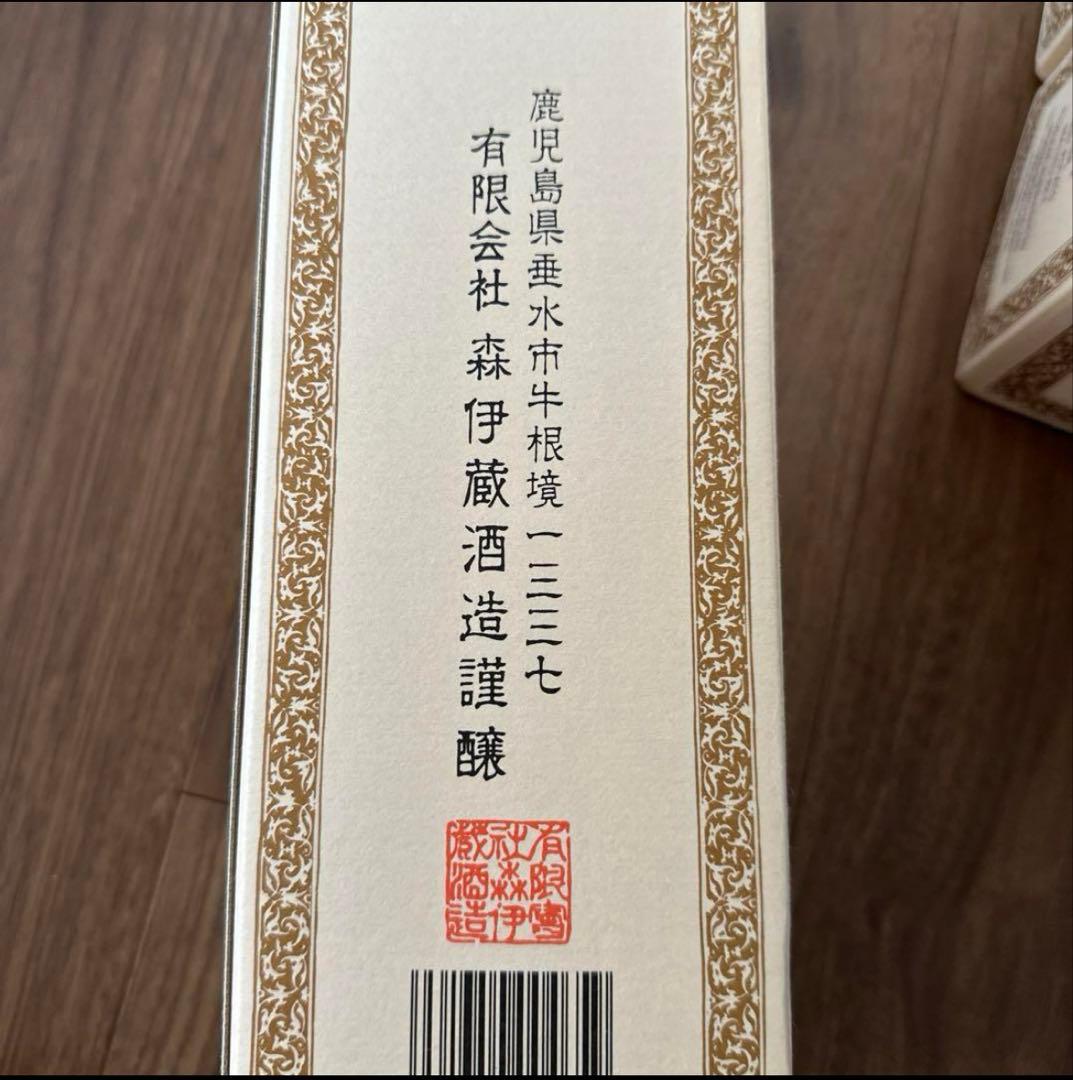 鹿児島県垂水市牛根境一三三七
有限会社 森伊蔵酒造謹醸
有限會
社森伊
蔵酒造